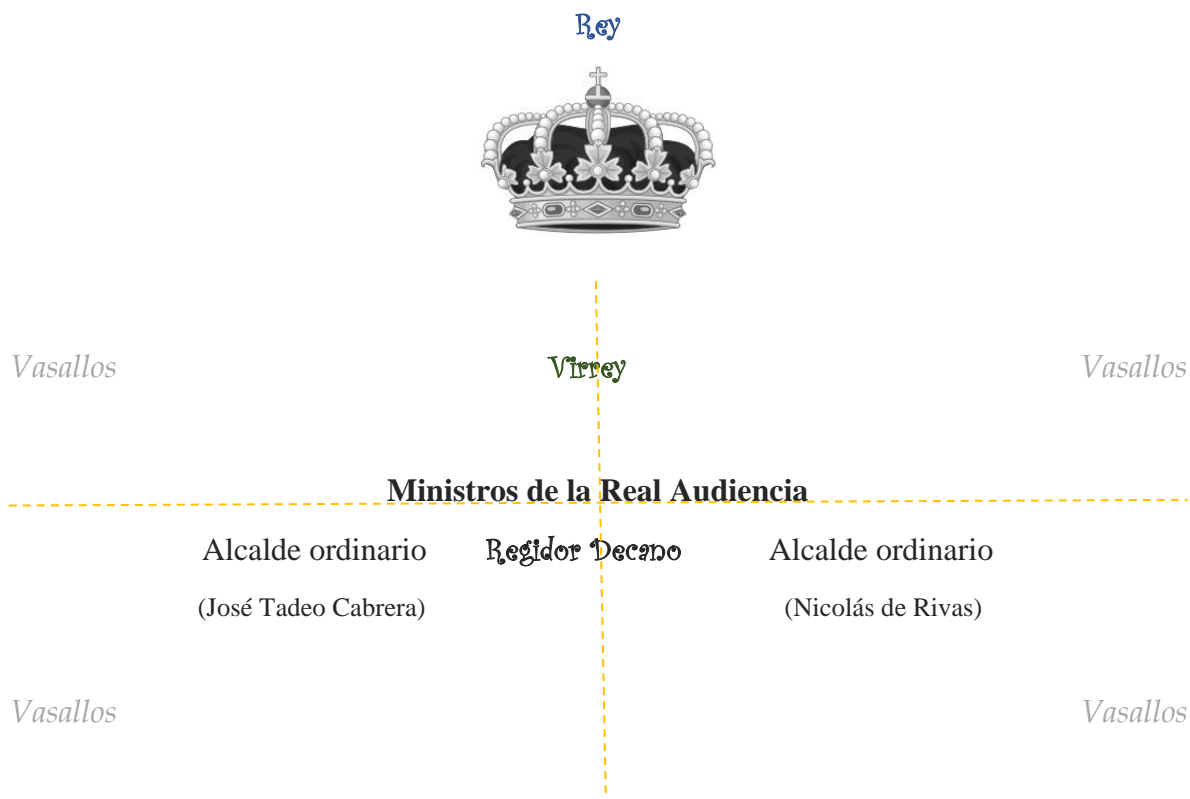 Rey
Vasallos Virrey Vasallos
Ministros de la Real Audiencia
Alcalde ordinario Regidor Decano Alcalde ordinario
(José Tadeo Cabrera) (Nicolás de Rivas)
Vasallos Vasallos